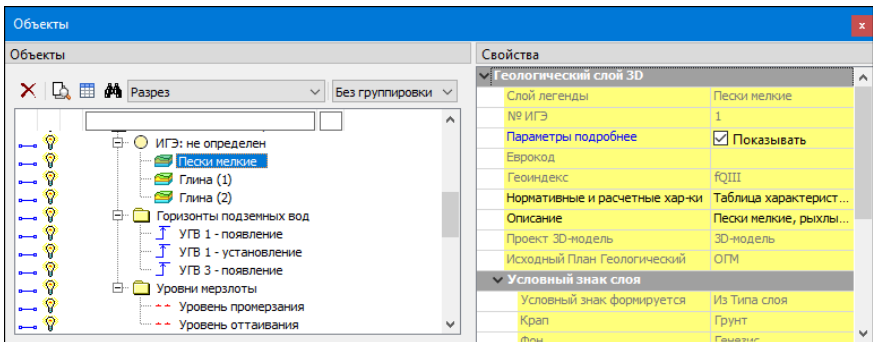 Объекты
Объекты
Разрез
Без группировки
ИГЭ: не определен
Пески мелкие
Глина (1)
Глина (2)
Горизонты подземных вод
УГВ 1 - появление
УГВ 1 - установление
УГВ 3 - появление
Уровни мерзлоты
Уровень промерзания
Уровень оттаивания
Свойства
Геологический слой 3D
Слой легенды Пески мелкие
№ ИГЭ 1
Параметры подробнее Показывать
Еврокод
Геоиндекс fQIII
Нормативные и расчетные хар-ки Таблица характерист...
Описание Пески мелкие, рыхлы...
Проект 3D-модель 3D-модель
Исходный План Геологический ОГМ
Условный знак слоя
Условный знак формируется Из Типа слоя
Крап Грунт
Фон Генезис